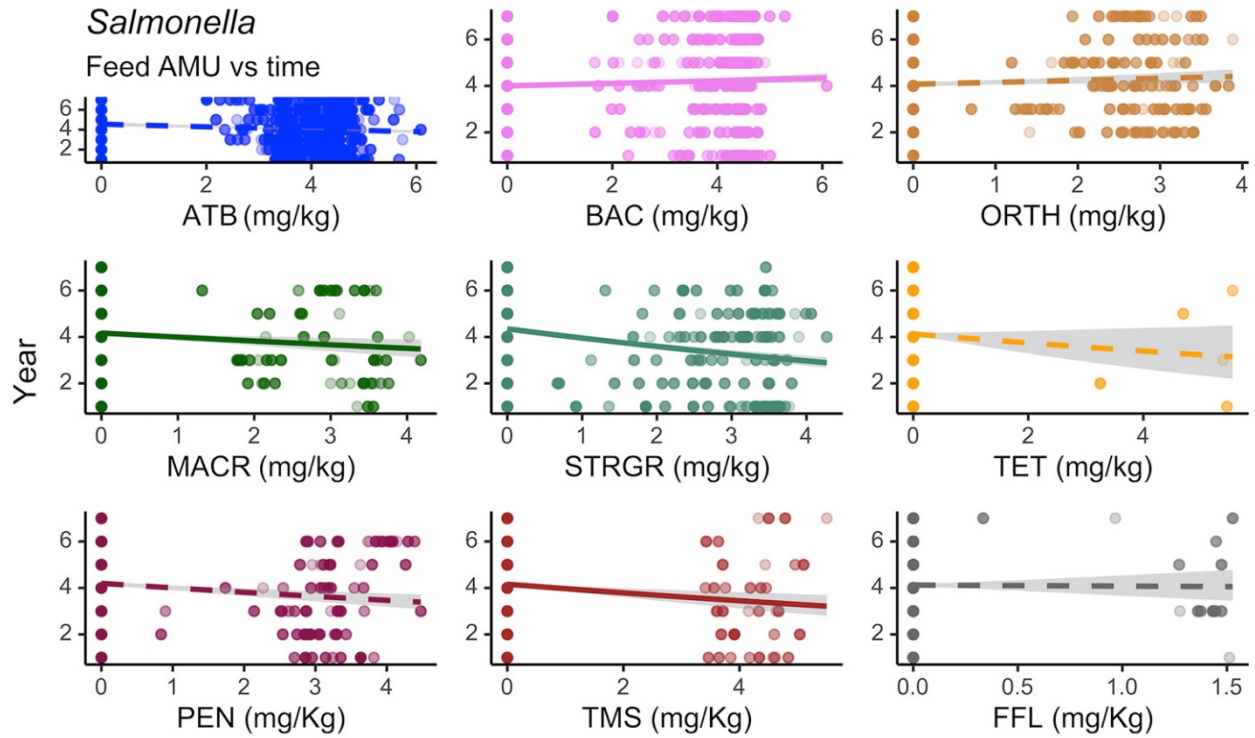 Salmonella
Feed AMU vs time
6
4
2
0 2 4 6
ATB (mg/kg)
6
4
2
0 2 4 6
BAC (mg/kg)
6
4
2
0 1 2 3 4
ORTH (mg/kg)
Year
6
4
2
0 1 2 3 4
MACR (mg/kg)
6
4
2
0 1 2 3 4
STRGR (mg/kg)
6
4
2
0 2 4
TET (mg/kg)
6
4
2
0 1 2 3 4
PEN (mg/Kg)
6
4
2
0 2 4
TMS (mg/Kg)
6
4
2
0.0 0.5 1.0 1.5
FFL (mg/Kg)